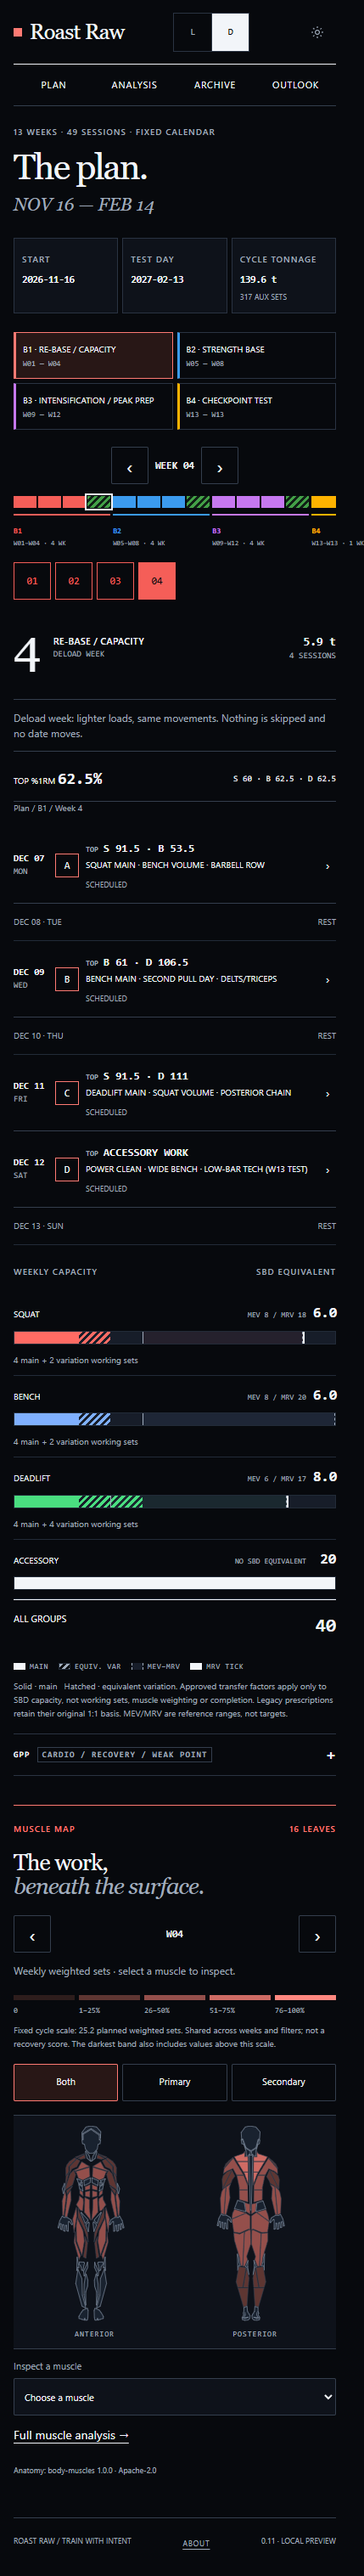 Roast Raw
L D
PLAN ANALYSIS ARCHIVE OUTLOOK
13 WEEKS · 49 SESSIONS · FIXED CALENDAR
The plan.
NOV 16 — FEB 14
START TEST DAY CYCLE TONNAGE
2026-11-16 2027-02-13 139.6 t
317 AUX SETS
B1 · RE-BASE / CAPACITY B2 · STRENGTH BASE
W01 — W04 W05 — W08
B3 · INTENSIFICATION / PEAK PREP B4 · CHECKPOINT TEST
W09 — W12 W13 — W13
‹ WEEK 04 ›
B1 B2 B3 B4
W01-W04 · 4 WK W05-W08 · 4 WK W09-W12 · 4 WK W13-W13 · 1 WK
01 02 03 04
4 RE-BASE / CAPACITY 5.9 t
DELOAD WEEK 4 SESSIONS
Deload week: lighter loads, same movements. Nothing is skipped and
no date moves.
TOP %1RM 62.5% S 60 · B 62.5 · D 62.5
Plan / B1 / Week 4
DEC 07 MON A TOP S 91.5 · B 53.5
SQUAT MAIN · BENCH VOLUME · BARBELL ROW ›
SCHEDULED
DEC 08 · TUE REST
DEC 09 WED B TOP B 61 · D 106.5
BENCH MAIN · SECOND PULL DAY · DELTS/TRICEPS ›
SCHEDULED
DEC 10 · THU REST
DEC 11 FRI C TOP S 91.5 · D 111
DEADLIFT MAIN · SQUAT VOLUME · POSTERIOR CHAIN ›
SCHEDULED
DEC 12 SAT D TOP ACCESSORY WORK
POWER CLEAN · WIDE BENCH · LOW-BAR TECH (W13 TEST) ›
SCHEDULED
DEC 13 · SUN REST
WEEKLY CAPACITY SBD EQUIVALENT
SQUAT MEV 8 / MRV 18 6.0
4 main + 2 variation working sets
BENCH MEV 8 / MRV 20 6.0
4 main + 2 variation working sets
DEADLIFT MEV 6 / MRV 17 8.0
4 main + 4 variation working sets
ACCESSORY NO SBD EQUIVALENT 20
ALL GROUPS 40
MAIN EQUIV. VAR MEV-MRV MRV TICK
Solid · main Hatched · equivalent variation. Approved transfer factors apply only to
SBD capacity, not working sets, muscle weighting or completion. Legacy prescriptions
retain their original 1:1 basis. MEV/MRV are reference ranges, not targets.
GPP CARDIO / RECOVERY / WEAK POINT +
MUSCLE MAP 16 LEAVES
The work,
beneath the surface.
‹ W04 ›
Weekly weighted sets · select a muscle to inspect.
0 1–25% 26–50% 51–75% 76–100%
Fixed cycle scale: 25.2 planned weighted sets. Shared across weeks and filters; not a
recovery score. The darkest band also includes values above this scale.
Both Primary Secondary
ANTERIOR POSTERIOR
Inspect a muscle
Choose a muscle
Full muscle analysis →
Anatomy: body-muscles 1.0.0 · Apache-2.0
ROAST RAW / TRAIN WITH INTENT ABOUT 0.11 · LOCAL PREVIEW